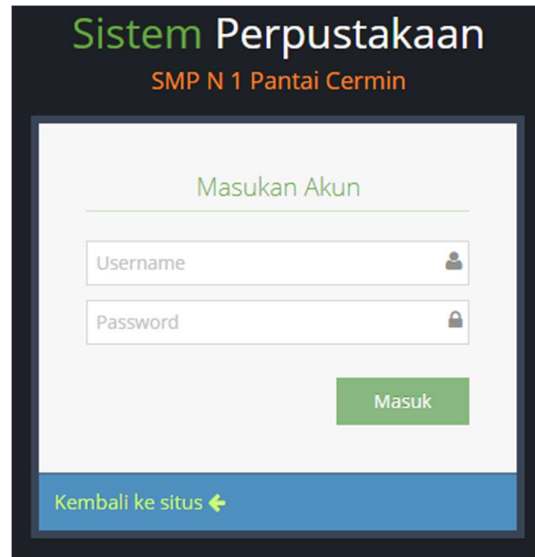 Sistem Perpustakaan
SMP N 1 Pantai Cermin
Masukan Akun
Username
Password
Masuk
Kembali ke situs